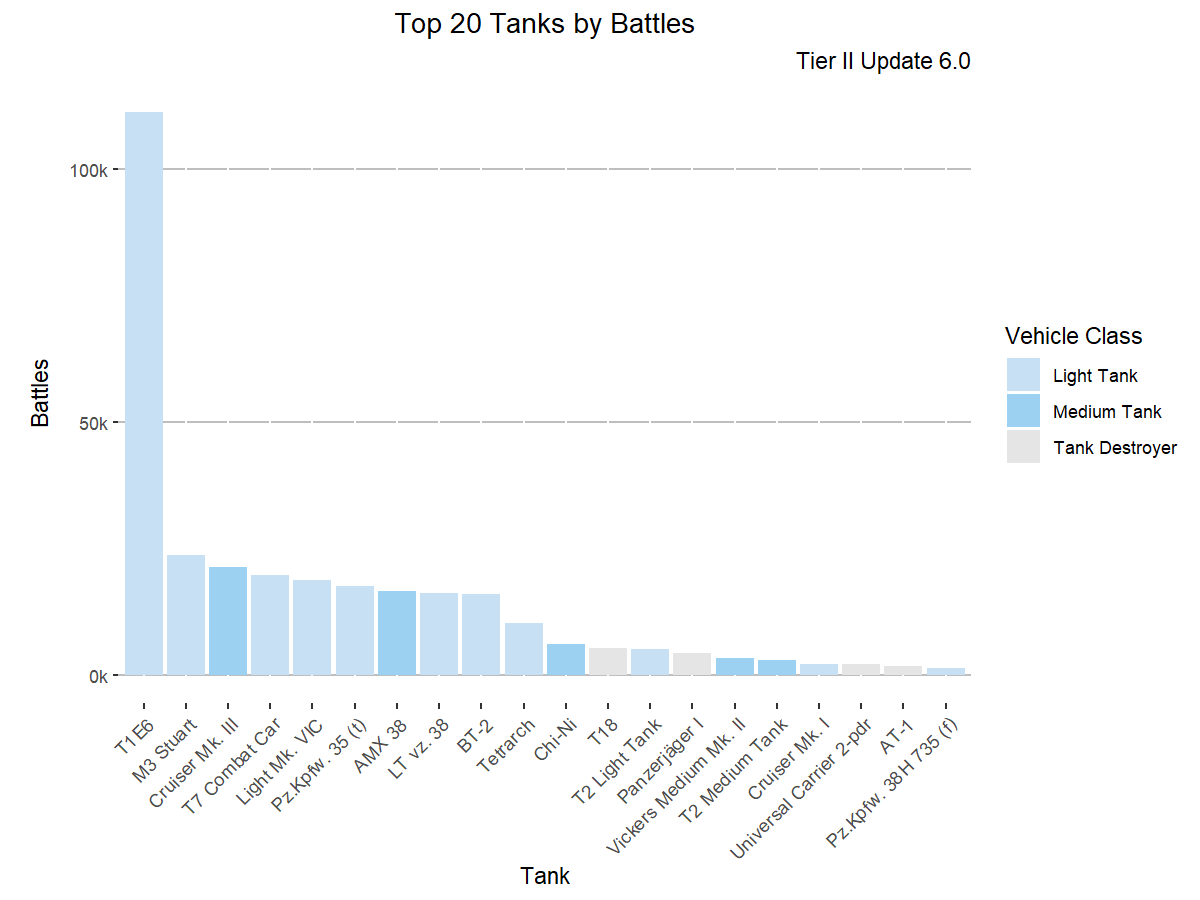 Top 20 Tanks by Battles
Tier II Update 6.0
100k
50k
0k
Battles
T1E6
M3 Stuart
Cruiser Mk. III
T7 Combat Car
Light Mk. VIC
Pz.Kpfw. 35 (t)
AMX 38
LT vz. 38
BT-2
Tetrarch
Chi-Ni
T18
T2 Light Tank
Panzerjäger I
Vickers Medium Mk. II
T2 Medium Tank
Cruiser Mk. I
Universal Carrier 2-pdr
AT-1
Pz.Kpfw. 38 H 735 (f)
Tank
Vehicle Class
Light Tank
Medium Tank
Tank Destroyer